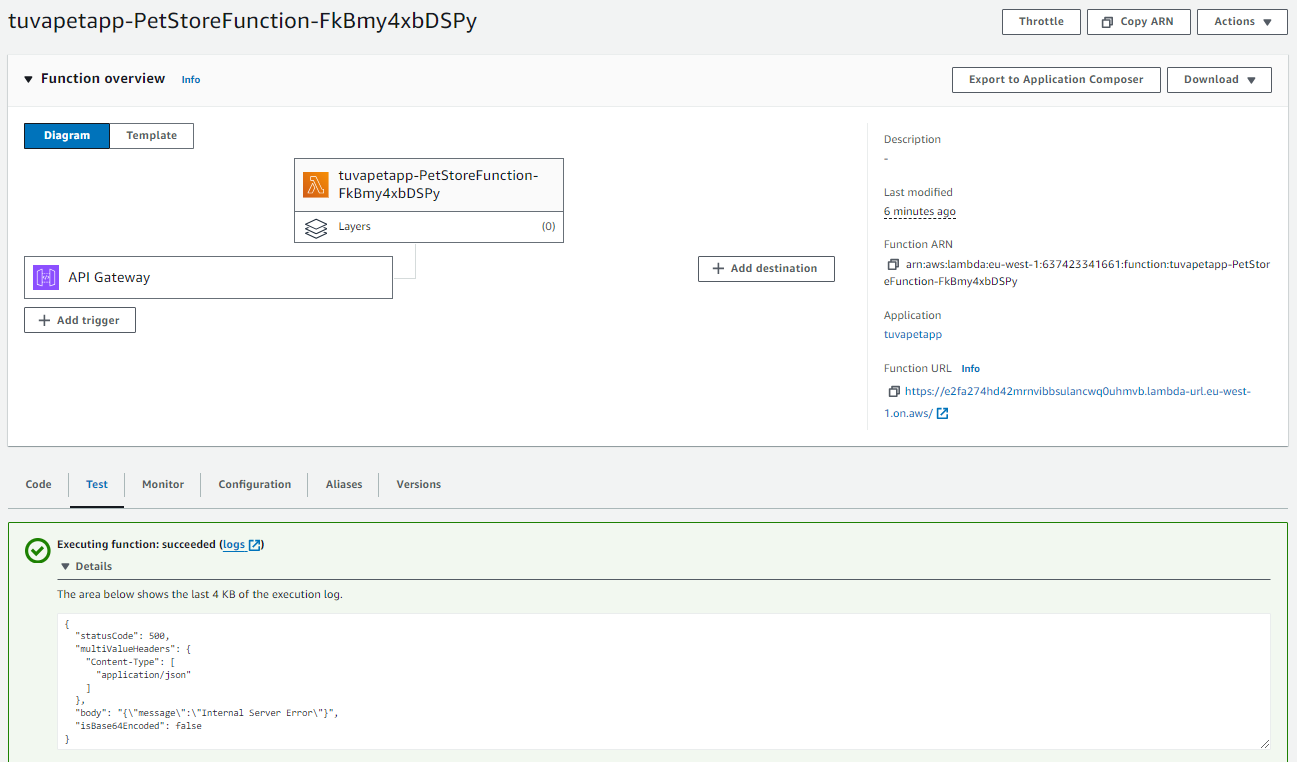 tuvapetapp-PetStoreFunction-FkBmy4xbDSPy
Throttle
Copy ARN
Actions
Function overview
Info
Export to Application Composer
Download
Diagram
Template
tuvapetapp-PetStoreFunction-
FkBmy4xbDSPy
Layers
(0)
API Gateway
Add trigger
Add destination
Description
-
Last modified
6 minutes ago
Function ARN
arn:aws:lambda:eu-west-1:637423341661:function:tuvapetapp-PetStor
eFunction-FkBmy4xbDSPy
Application
tuvapetapp
Function URL Info
https://e2fa274hd42mrnvibbsulancwq0uhmvb.lambda-url.eu-west-
1.on.aws/
Code
Test
Monitor
Configuration
Aliases
Versions
Executing function: succeeded (logs)
Details
The area below shows the last 4 KB of the execution log.
{
  "statusCode": 500,
  "multiValueHeaders": {
    "Content-Type": [
      "application/json"
    ]
  },
  "body": "{\"message\":\"Internal Server Error\"}",
  "isBase64Encoded": false
}